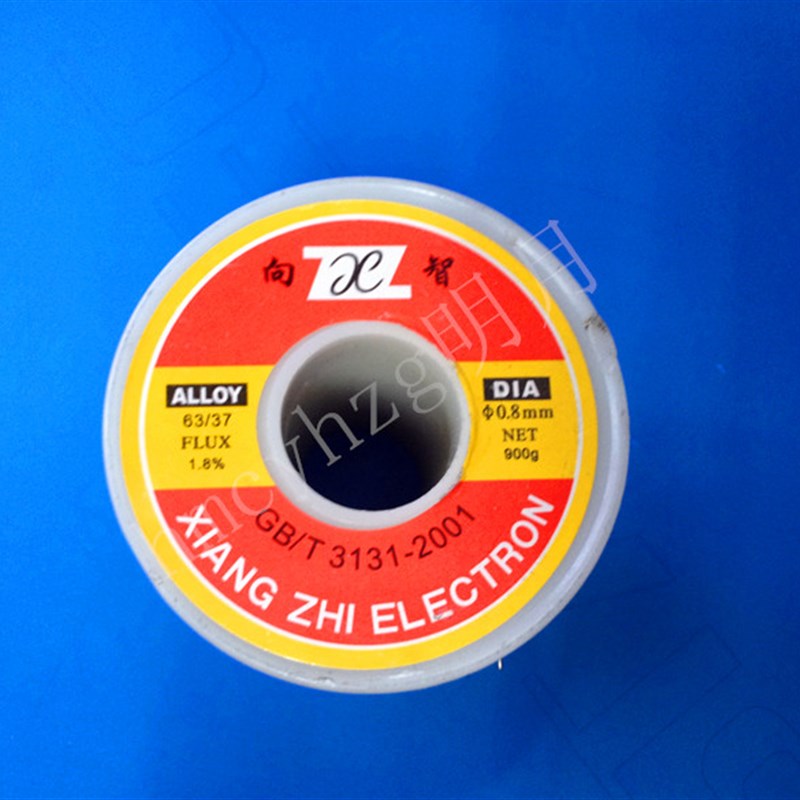 向 智
ALLOY
63/37
FLUX
1.8%
DIA
Φ0.8mm
NET
900g
GB/T 3131-2001
XIANG ZHI ELECTRON